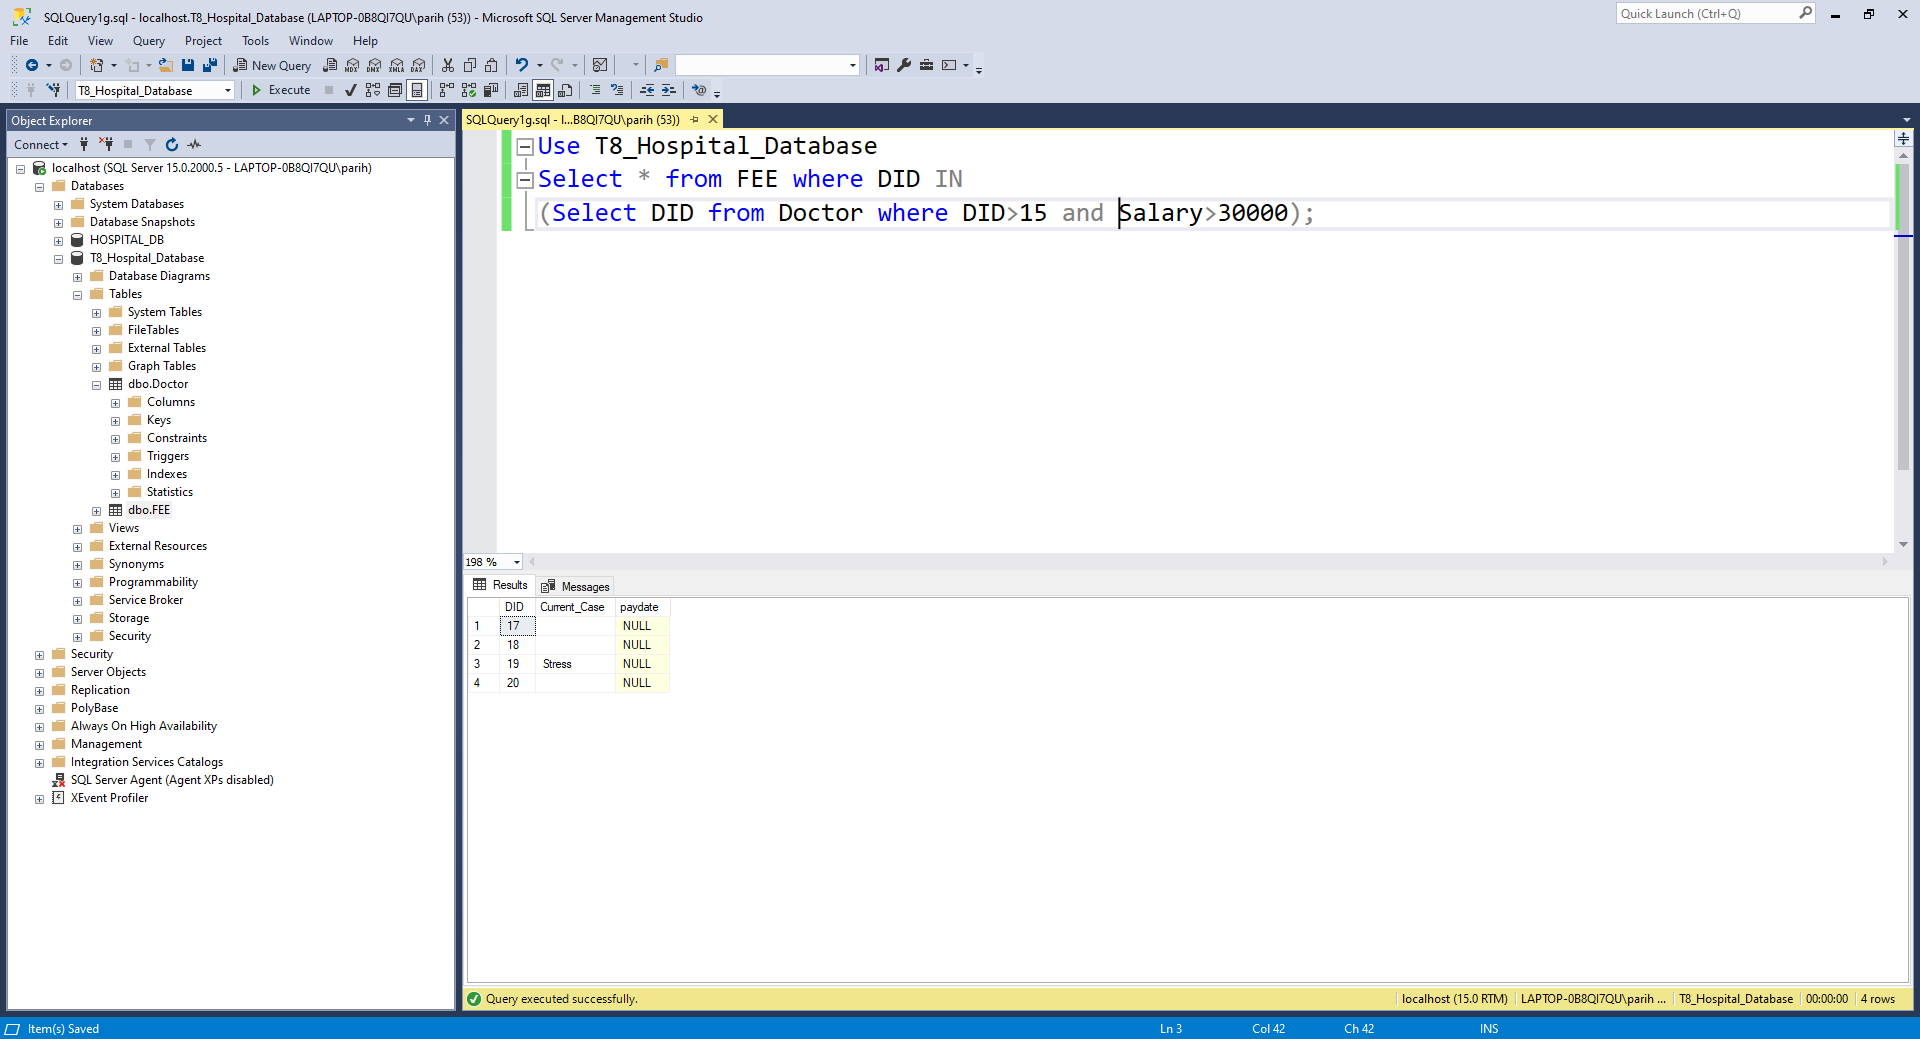 SQLQuery1g.sql - localhost.T8_Hospital_Database (LAPTOP-0B8QI7QU\parih (53)) - Microsoft SQL Server Management Studio
Quick Launch (Ctrl+Q)
File Edit View Query Project Tools Window Help
New Query
MDX DMX XMLA DAX
T8_Hospital_Database
Execute
Object Explorer
Connect
localhost (SQL Server 15.0.2000.5 - LAPTOP-0B8QI7QU\parih)
Databases
System Databases
Database Snapshots
HOSPITAL_DB
T8_Hospital_Database
Database Diagrams
Tables
System Tables
FileTables
External Tables
Graph Tables
dbo.Doctor
Columns
Keys
Constraints
Triggers
Indexes
Statistics
dbo.FEE
Views
External Resources
Synonyms
Programmability
Service Broker
Storage
Security
Security
Server Objects
Replication
PolyBase
Always On High Availability
Management
Integration Services Catalogs
SQL Server Agent (Agent XPs disabled)
XEvent Profiler
SQLQuery1g.sql - l...B8QI7QU\parih (53))
Use T8_Hospital_Database
Select * from FEE where DID IN
(Select DID from Doctor where DID>15 and Salary>30000);
198 %
Results Messages
DID Current_Case paydate
1 17 NULL
2 18 NULL
3 19 Stress NULL
4 20 NULL
Query executed successfully.
localhost (15.0 RTM) LAPTOP-0B8QI7QU\parih ... T8_Hospital_Database 00:00:00 4 rows
Item(s) Saved
Ln 3 Col 42 Ch 42 INS